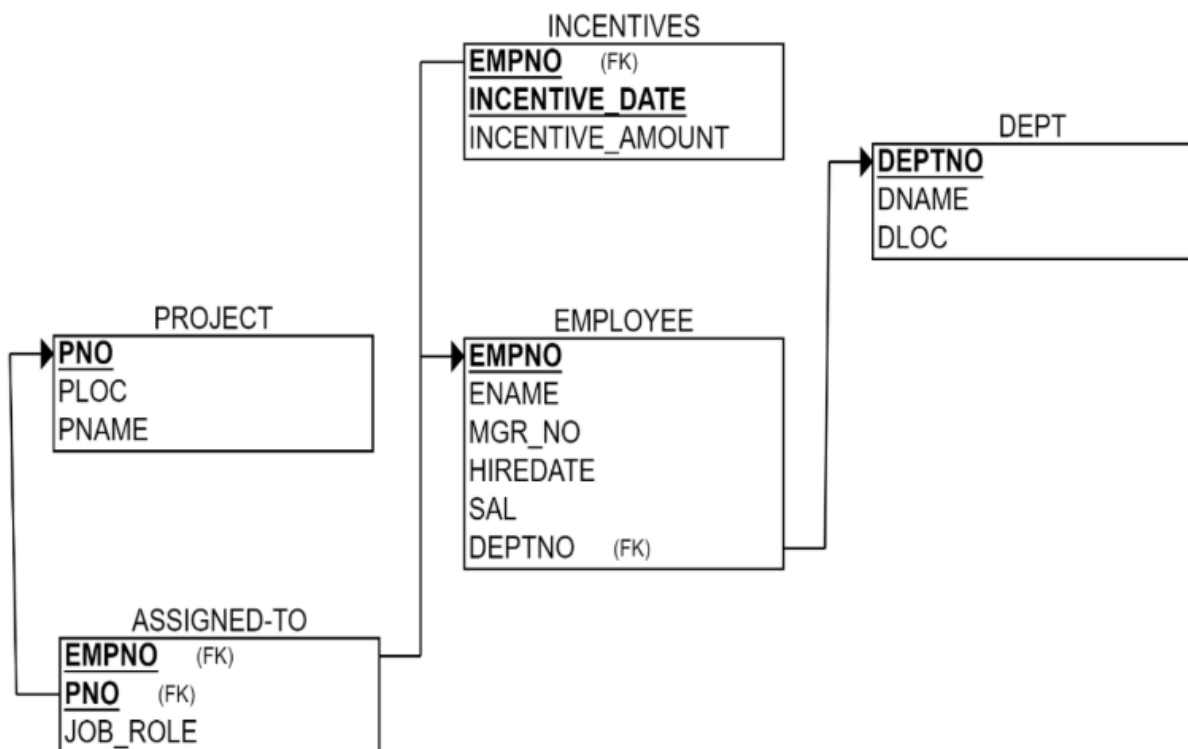 INCENTIVES
EMPNO (FK)
INCENTIVE_DATE
INCENTIVE_AMOUNT
DEPT
DEPTNO
DNAME
DLOC
PROJECT
PNO
PLOC
PNAME
EMPLOYEE
EMPNO
ENAME
MGR_NO
HIREDATE
SAL
DEPTNO (FK)
ASSIGNED-TO
EMPNO (FK)
PNO (FK)
JOB_ROLE